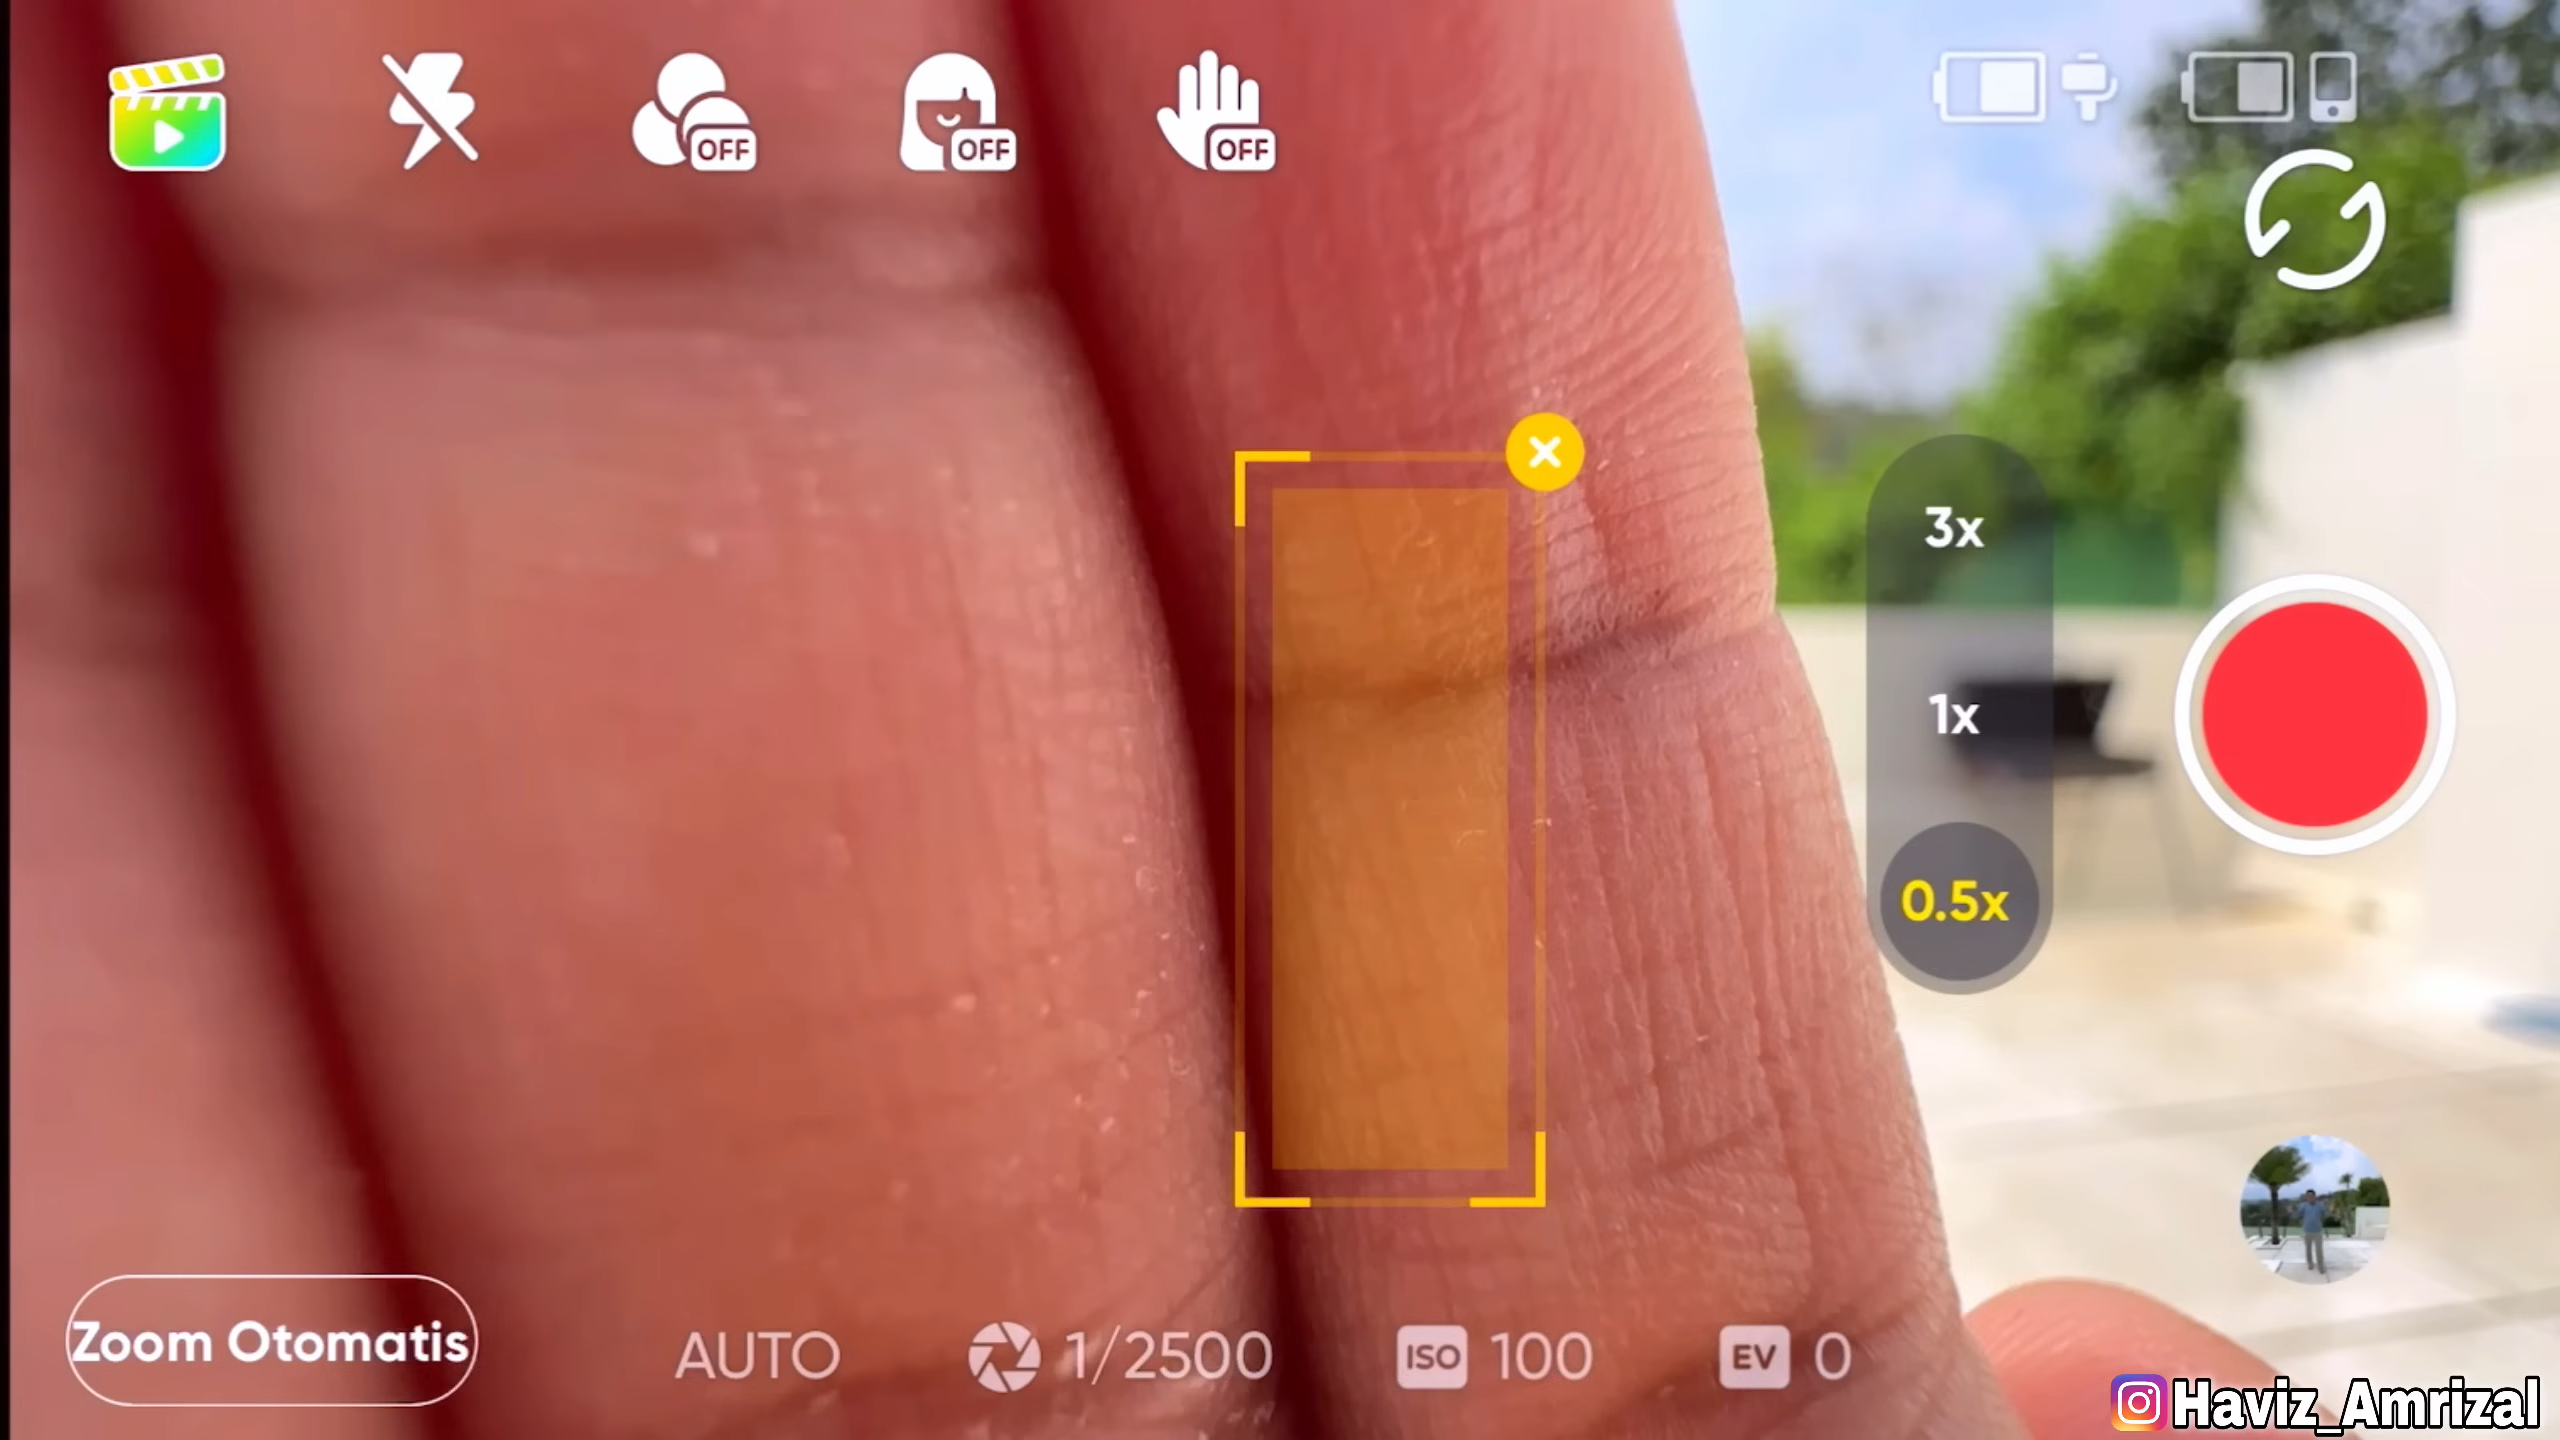 OFF
OFF
OFF
3x
1x
0.5x
Zoom Otomatis
AUTO
1/2500
ISO 100
EV 0
Haviz_Amrizal